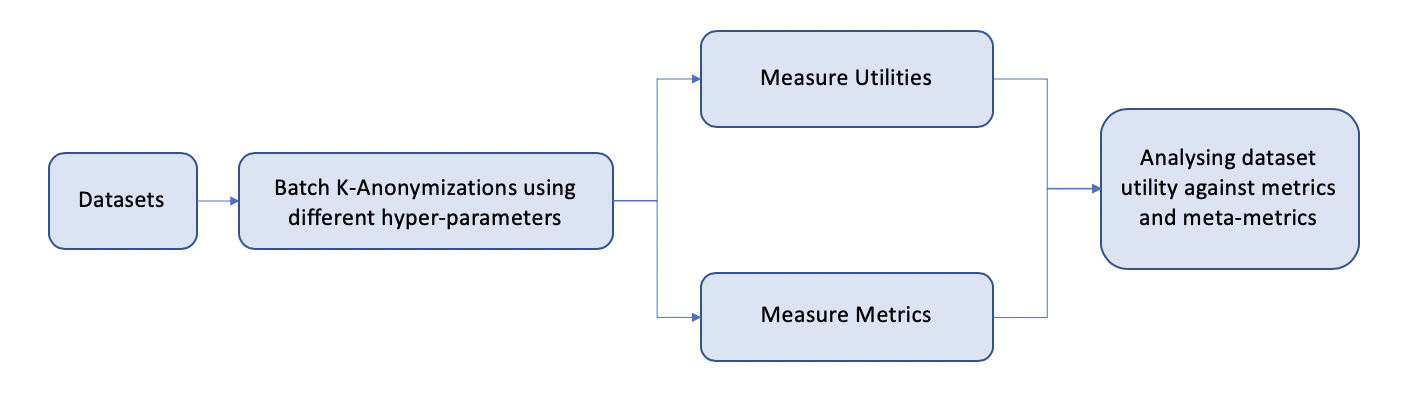 Datasets
Batch K-Anonymizations using
different hyper-parameters
Measure Utilities
Measure Metrics
Analysing dataset
utility against metrics
and meta-metrics